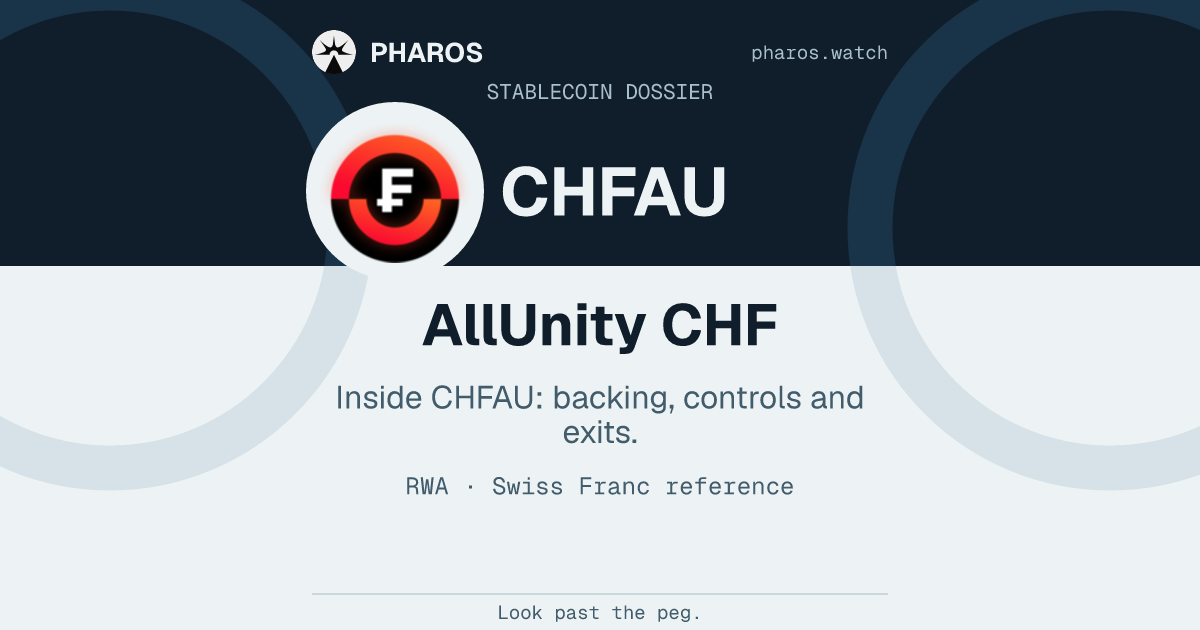 PHAROS
pharos.watch
STABLECOIN DOSSIER
CHFAU
AllUnity CHF
Inside CHFAU: backing, controls and
exits.
RWA · Swiss Franc reference
Look past the peg.